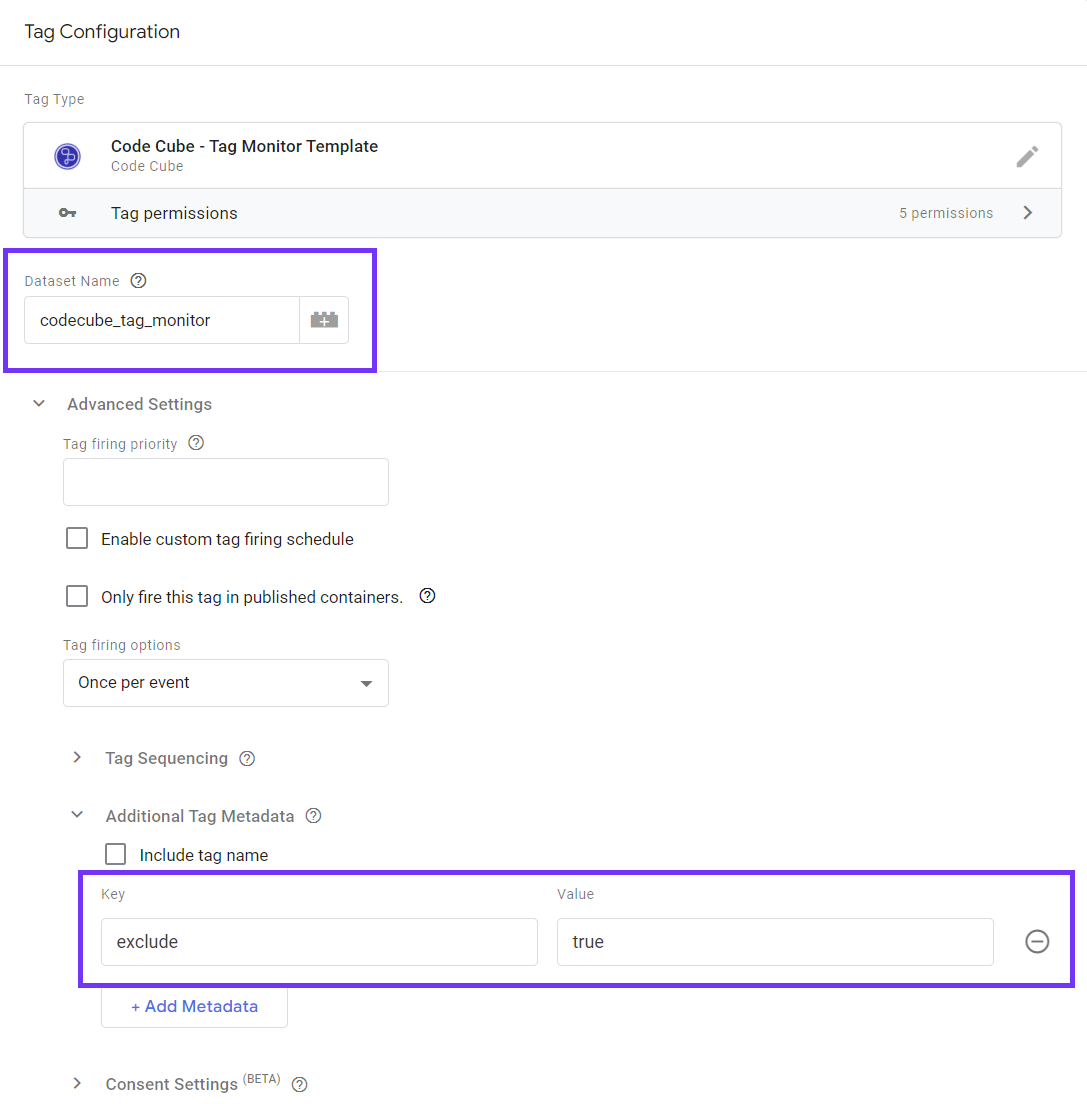 Tag Configuration
Tag Type
Code Cube - Tag Monitor Template
Code Cube
Tag permissions 5 permissions
Dataset Name ?
codecube_tag_monitor
Advanced Settings
Tag firing priority ?
Enable custom tag firing schedule
Only fire this tag in published containers. ?
Tag firing options
Once per event
Tag Sequencing ?
Additional Tag Metadata ?
Include tag name
Key Value
exclude true
+ Add Metadata
Consent Settings (BETA) ?